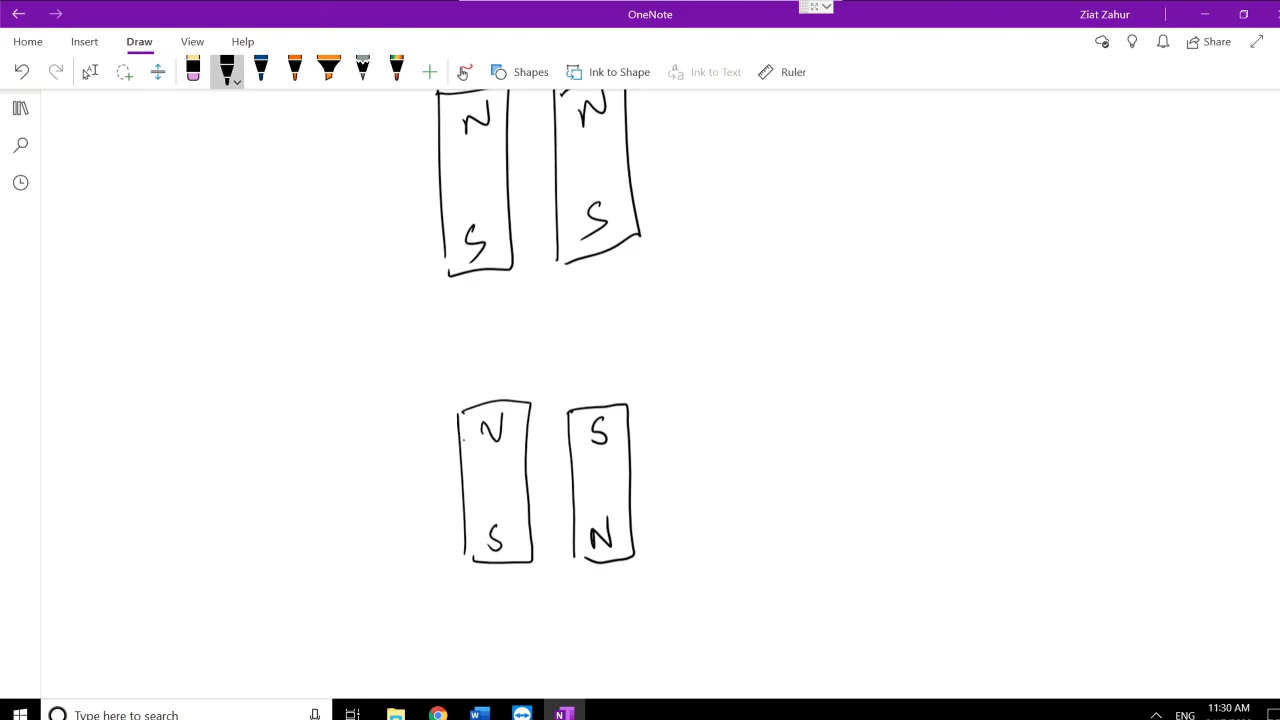 OneNote
Ziat Zahur
Home Insert Draw View Help
Share
Shapes Ink to Shape Ink to Text Ruler
N N
S S
N S
S N
Type here to search
ENG
11:30 AM